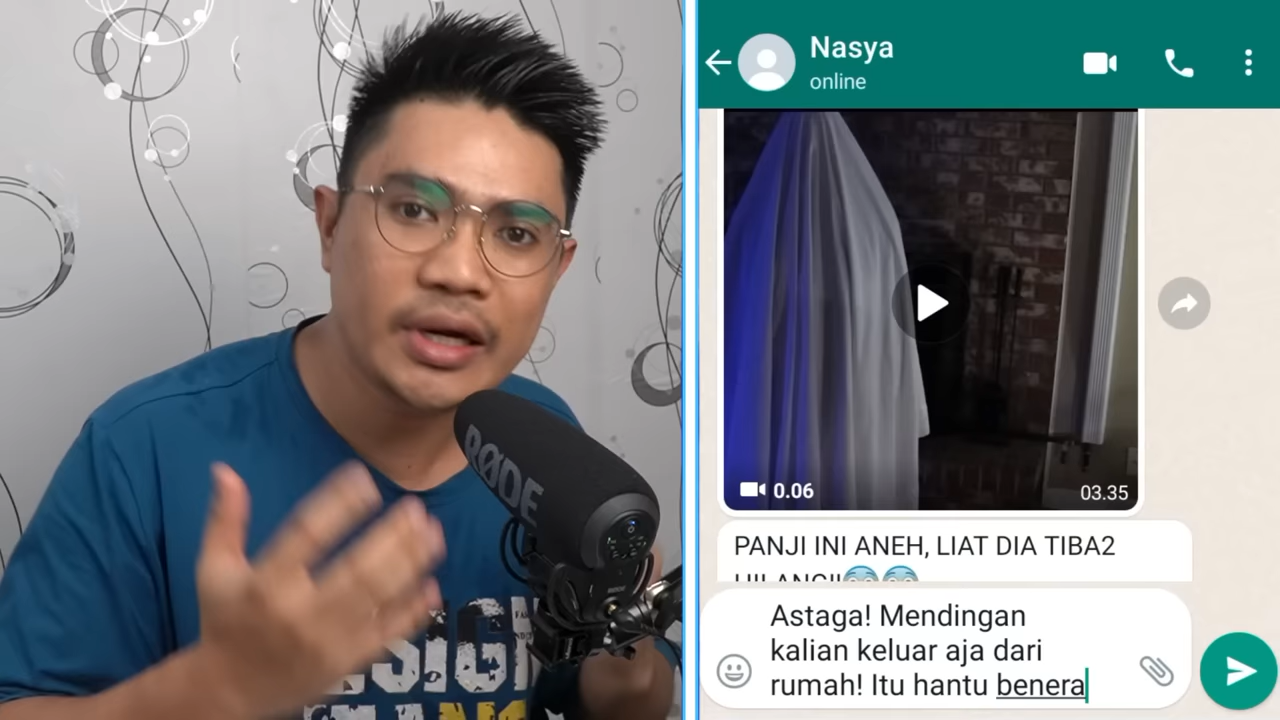 Nasya
online
0.06
03.35
PANJI INI ANEH, LIAT DIA TIBA2
Astaga! Mendingan
kalian keluar aja dari
rumah! Itu hantu benera
RØDE